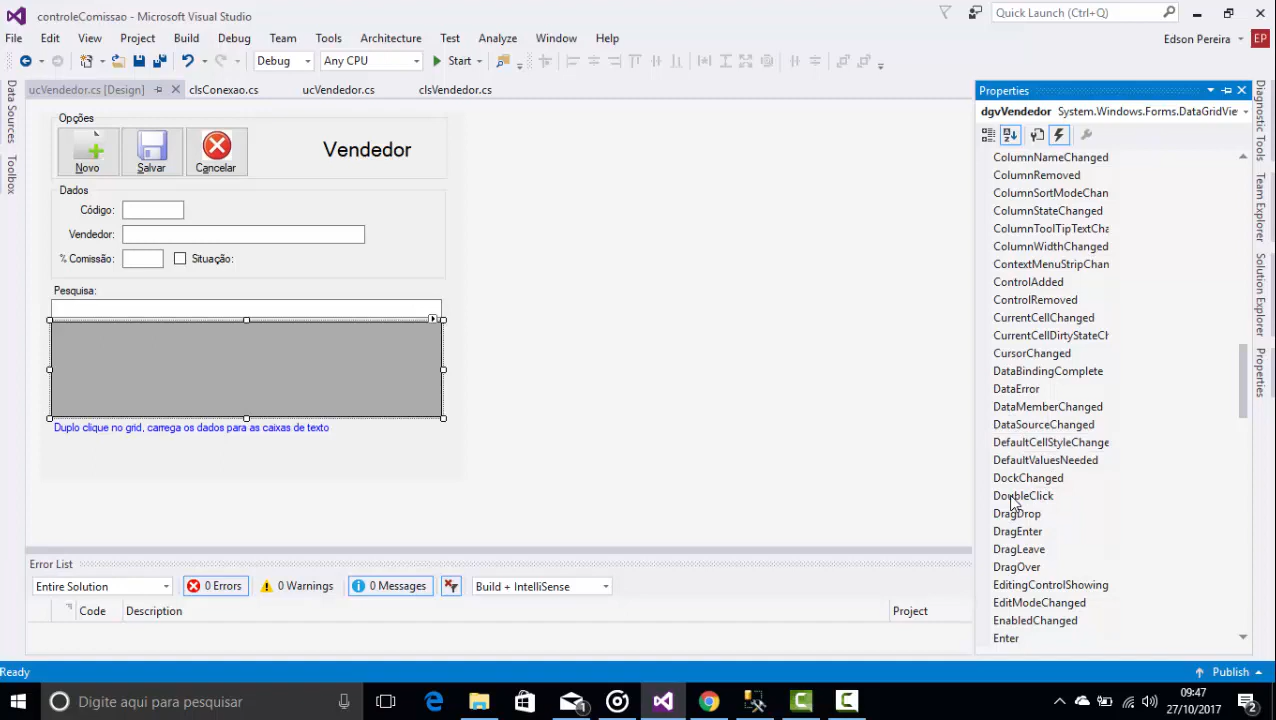 controleComissao - Microsoft Visual Studio
Quick Launch (Ctrl+Q)
File Edit View Project Build Debug Team Tools Architecture Test Analyze Window Help
Edson Pereira EP
Debug Any CPU Start
ucVendedor.cs [Design] clsConexao.cs ucVendedor.cs clsVendedor.cs
Data Sources
Toolbox
Opções
Novo Salvar Cancelar
Vendedor
Dados
Código:
Vendedor:
% Comissão: Situação:
Pesquisa:
Duplo clique no grid, carrega os dados para as caixas de texto
Error List
Entire Solution 0 Errors 0 Warnings 0 Messages Build + IntelliSense
Code Description Project
Properties
dgvVendedor System.Windows.Forms.DataGridVie
ColumnNameChanged
ColumnRemoved
ColumnSortModeChan
ColumnStateChanged
ColumnToolTipTextCha
ColumnWidthChanged
ContextMenuStripChan
ControlAdded
ControlRemoved
CurrentCellChanged
CurrentCellDirtyStateCh
CursorChanged
DataBindingComplete
DataError
DataMemberChanged
DataSourceChanged
DefaultCellStyleChange
DefaultValuesNeeded
DockChanged
DoubleClick
DragDrop
DragEnter
DragLeave
DragOver
EditingControlShowing
EditModeChanged
EnabledChanged
Enter
Diagnostic Tools
Team Explorer
Solution Explorer
Properties
Ready
Publish
Digite aqui para pesquisar
1
09:47
27/10/2017
2